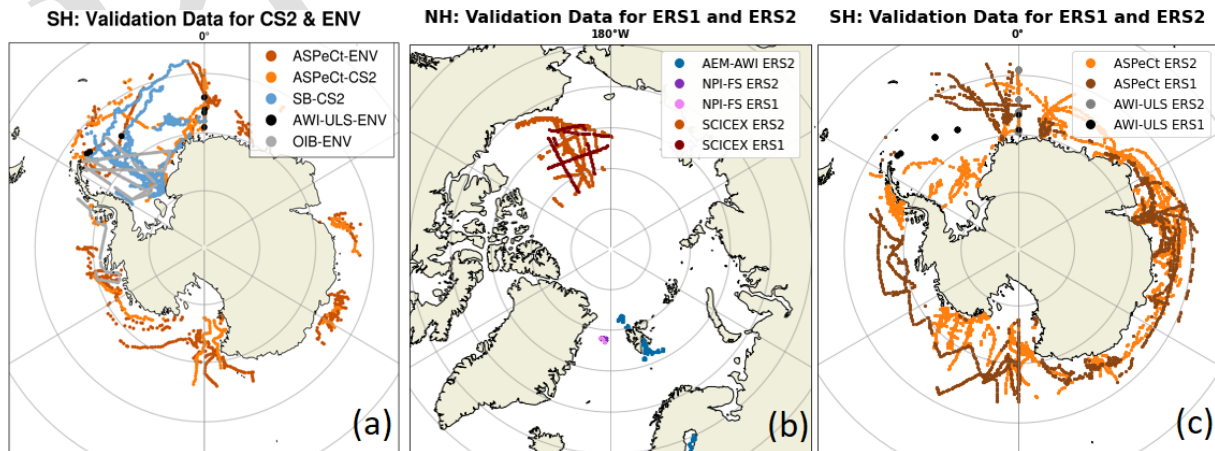 SH: Validation Data for CS2 & ENV
0°
ASPeCt-ENV
ASPeCt-CS2
SB-CS2
AWI-ULS-ENV
OIB-ENV
(a)
NH: Validation Data for ERS1 and ERS2
180°W
AEM-AWI ERS2
NPI-FS ERS2
NPI-FS ERS1
SCICEX ERS2
SCICEX ERS1
(b)
SH: Validation Data for ERS1 and ERS2
0°
ASPeCt ERS2
ASPeCt ERS1
AWI-ULS ERS2
AWI-ULS ERS1
(c)